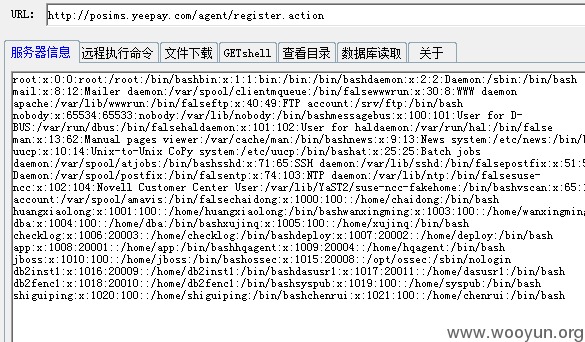 URL: http://posims.yeepay.com/agent/register.action
服务器信息 远程执行命令 文件下载 GETshell 查看目录 数据库读取 关于
root:x:0:0:root:/root:/bin/bashbin:x:1:1:bin:/bin:/bin/bashdaemon:x:2:2:Daemon:/sbin:/bin/bash
mail:x:8:12:Mailer daemon:/var/spool/clientmqueue:/bin/falsewwwrun:x:30:8:WWW daemon
apache:/var/lib/wwwrun:/bin/falseftp:x:40:49:FTP account:/srv/ftp:/bin/bash
nobody:x:65534:65533:nobody:/var/lib/nobody:/bin/bashmessagebus:x:100:101:User for D-
BUS:/var/run/dbus:/bin/falsehaldaemon:x:101:102:User for haldaemon:/var/run/hal:/bin/false
man:x:13:62:Manual pages viewer:/var/cache/man:/bin/bashnews:x:9:13:News system:/etc/news:/bin/b
uucp:x:10:14:Unix-to-Unix CoPy system:/etc/uucp:/bin/bashat:x:25:25:Batch jobs
daemon:/var/spool/atjobs:/bin/bashsshd:x:71:65:SSH daemon:/var/lib/sshd:/bin/falsepostfix:x:51:5
Daemon:/var/spool/postfix:/bin/falsentp:x:74:103:NTP daemon:/var/lib/ntp:/bin/falsesuse-
ncc:x:102:104:Novell Customer Center User:/var/lib/YaST2/suse-ncc-fakehome:/bin/bashvscan:x:65:1
account:/var/spool/amavis:/bin/falsechaidong:x:1000:100::/home/chaidong:/bin/bash
huangxiaolong:x:1001:100::/home/huangxiaolong:/bin/bashwanxingming:x:1003:100::/home/wanxingmin
dba:x:1004:100::/home/dba:/bin/bashxujing:x:1005:100::/home/xujing:/bin/bash
checklog:x:1006:20003::/home/checklog:/bin/bashdeploy:x:1007:20002::/home/deploy:/bin/bash
app:x:1008:20001::/home/app:/bin/bashhqagent:x:1009:20004::/home/hqagent:/bin/bash
jboss:x:1010:100::/home/jboss:/bin/bashossec:x:1015:20008::/opt/ossec:/sbin/nologin
db2inst1:x:1016:20009::/home/db2inst1:/bin/bashdasusr1:x:1017:20011::/home/dasusr1:/bin/bash
db2fenc1:x:1018:20010::/home/db2fenc1:/bin/bashsyspub:x:1019:100::/home/syspub:/bin/bash
shiguiping:x:1020:100::/home/shiguiping:/bin/bashchenrui:x:1021:100::/home/chenrui:/bin/bash
www.wooyun.org